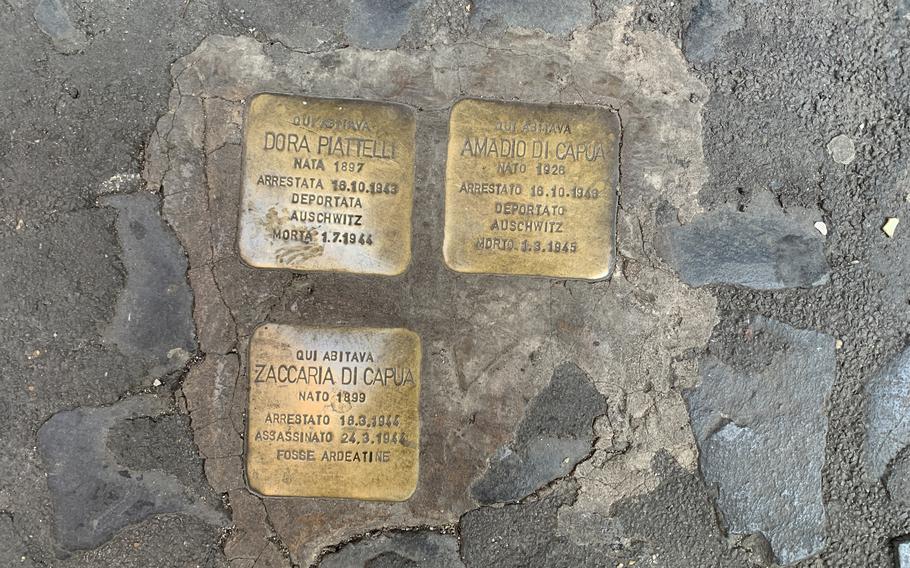 QUI ABITAVA
DORA PIATTELLI
NATA 1897
ARRESTATA 16.10.1943
DEPORTATA
AUSCHWITZ
MORTA 1.7.1944
QUI ABITAVA
AMADIO DI CAPUA
NATO 1926
ARRESTATO 16.10.1943
DEPORTATO
AUSCHWITZ
MORTO 1.3.1945
QUI ABITAVA
ZACCARIA DI CAPUA
NATO 1899
ARRESTATO 18.3.1944
ASSASSINATO 24.3.1944
FOSSE ARDEATINE